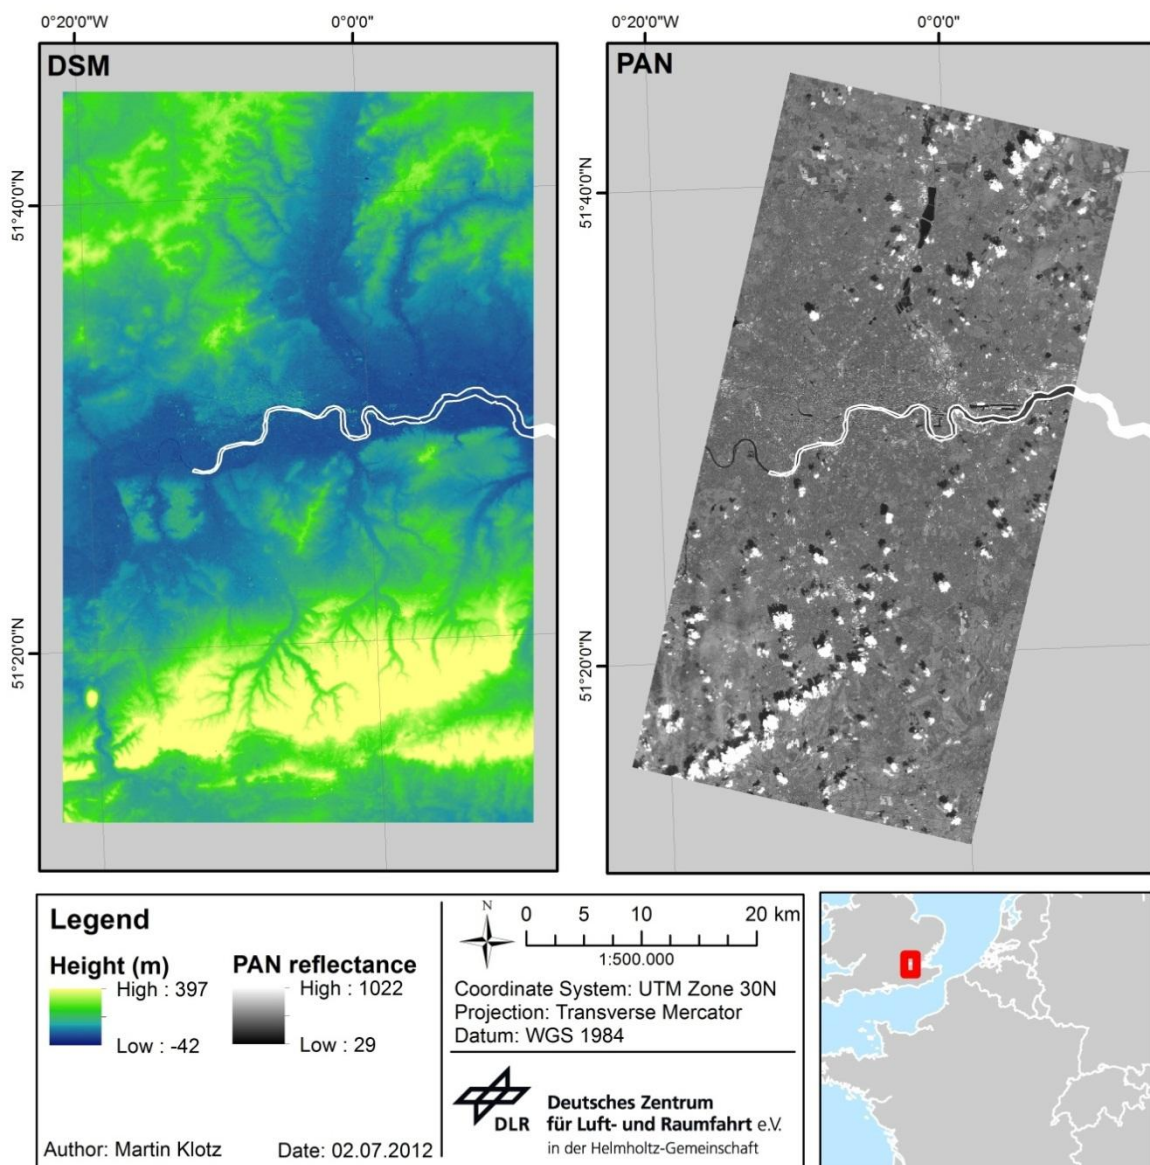 0°20'0"W
0°0'0"
0°20'0"W
0°0'0"
DSM
PAN
51°40'0"N
51°20'0"N
51°40'0"N
51°20'0"N
Legend
Height (m)
High : 397
Low : -42
PAN reflectance
High : 1022
Low : 29
Author: Martin Klotz
Date: 02.07.2012
N
0 5 10 20 km
1:500.000
Coordinate System: UTM Zone 30N
Projection: Transverse Mercator
Datum: WGS 1984
DLR
Deutsches Zentrum
für Luft- und Raumfahrt e.V.
in der Helmholtz-Gemeinschaft